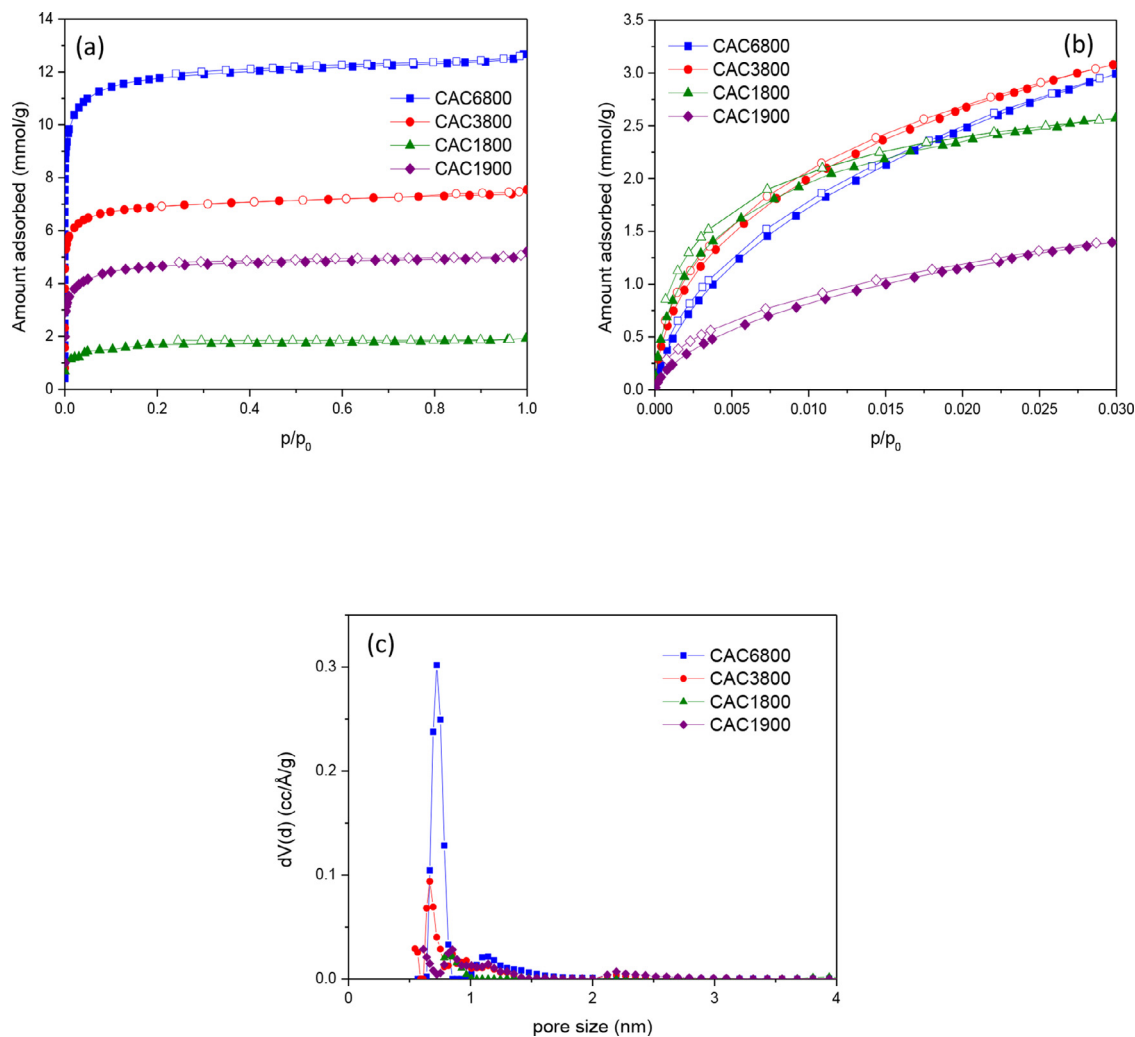 (a)
Amount adsorbed (mmol/g)
14
12
10
8
6
4
2
0
CAC6800
CAC3800
CAC1800
CAC1900
0.0 0.2 0.4 0.6 0.8 1.0
p/p0
(b)
Amount adsorbed (mmol/g)
3.5
3.0
2.5
2.0
1.5
1.0
0.5
0.0
CAC6800
CAC3800
CAC1800
CAC1900
0.000 0.005 0.010 0.015 0.020 0.025 0.030
p/p0
(c)
dV(d) (cc/Å/g)
0.3
0.2
0.1
0.0
CAC6800
CAC3800
CAC1800
CAC1900
0 1 2 3 4
pore size (nm)